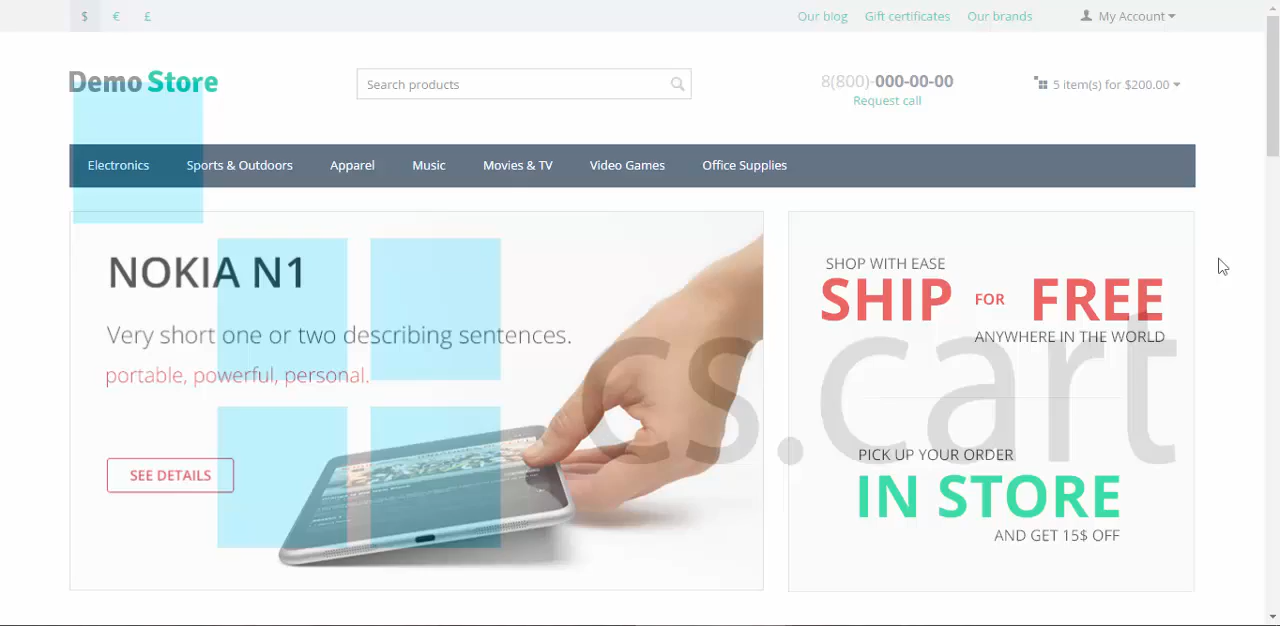 $ € £ Our blog Gift certificates Our brands My Account
Demo Store Search products 8(800)-000-00-00 5 item(s) for $200.00
Request call
Electronics Sports & Outdoors Apparel Music Movies & TV Video Games Office Supplies
NOKIA N1
Very short one or two describing sentences.
portable, powerful, personal.
SEE DETAILS
SHOP WITH EASE
SHIP FOR FREE
ANYWHERE IN THE WORLD
PICK UP YOUR ORDER
IN STORE
AND GET 15$ OFF
cs.cart